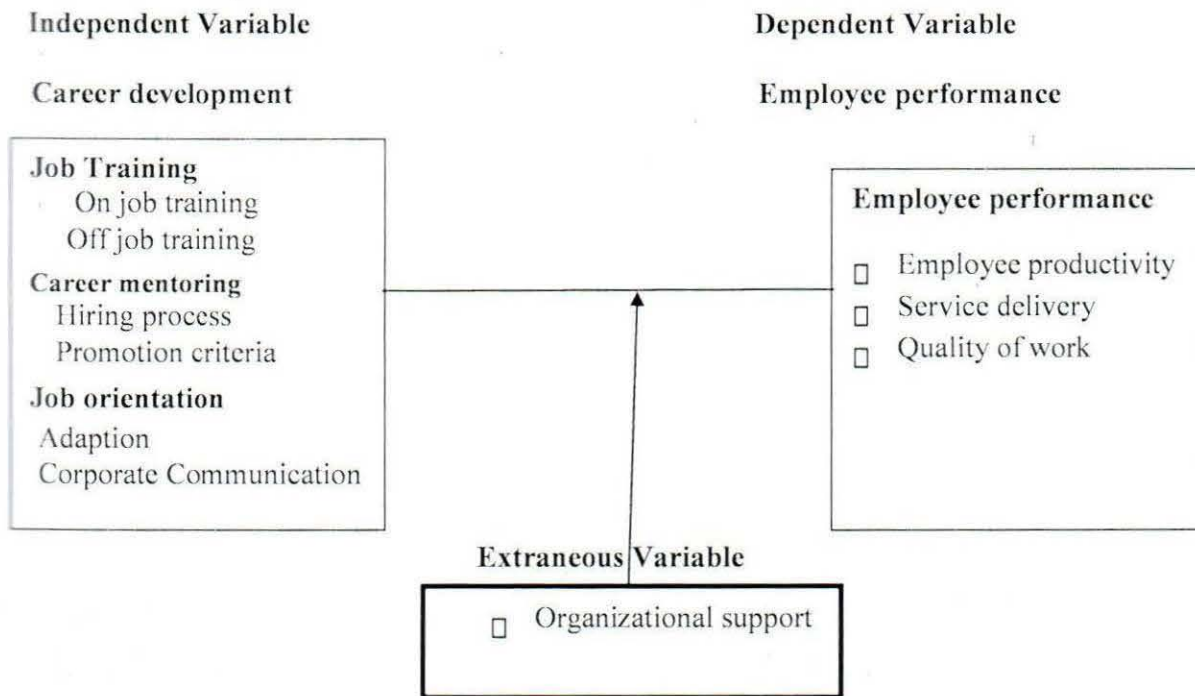 Independent Variable
Dependent Variable
Career development
Employee performance
Job Training
On job training
Off job training
Career mentoring
Hiring process
Promotion criteria
Job orientation
Adaption
Corporate Communication
Employee performance
Employee productivity
Service delivery
Quality of work
Extraneous Variable
Organizational support